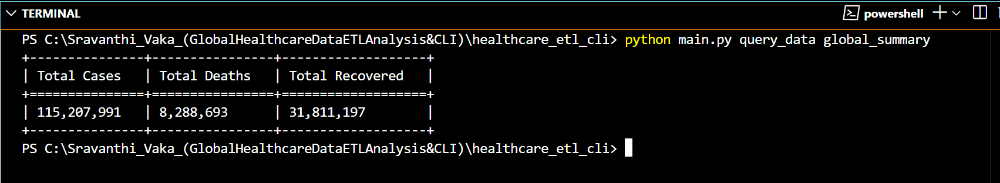 TERMINAL powershell
PS C:\Sravanthi_Vaka_(GlobalHealthcareDataETLAnalysis&CLI)\healthcare_etl_cli> python main.py query_data global_summary
+---------------+----------------+-------------------+
| Total Cases   | Total Deaths   | Total Recovered   |
+===============+================+===================+
| 115,207,991   | 8,288,693      | 31,811,197        |
+---------------+----------------+-------------------+
PS C:\Sravanthi_Vaka_(GlobalHealthcareDataETLAnalysis&CLI)\healthcare_etl_cli>